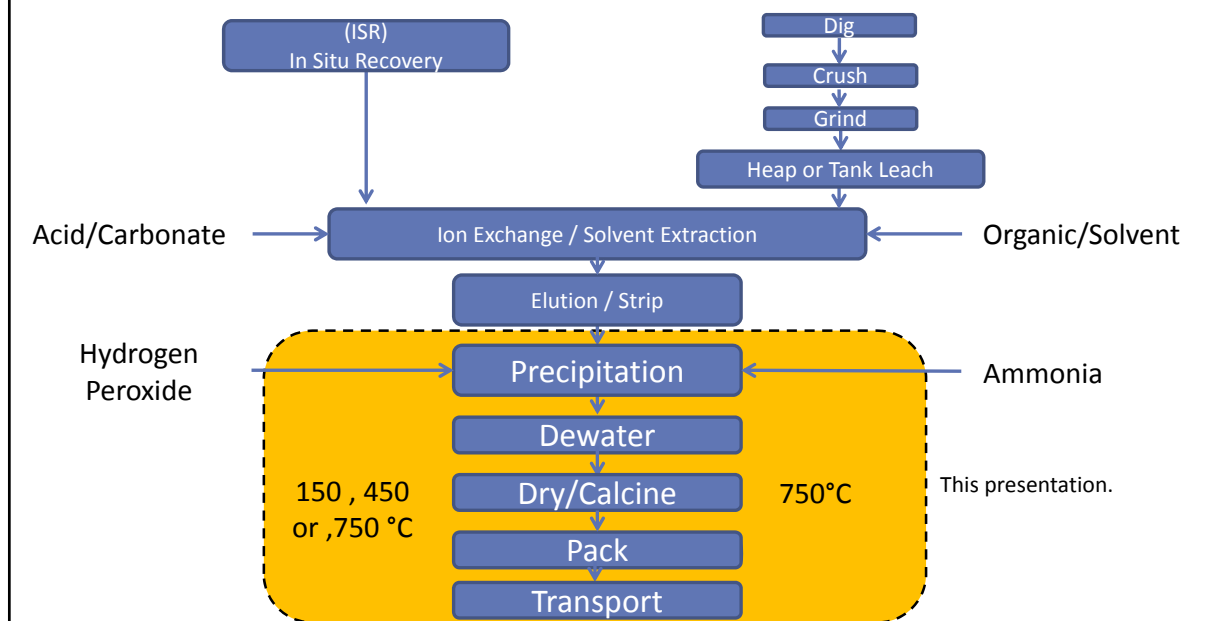 (ISR)
In Situ Recovery
Dig
Crush
Grind
Heap or Tank Leach
Acid/Carbonate
Ion Exchange / Solvent Extraction
Organic/Solvent
Elution / Strip
Hydrogen
Peroxide
Precipitation
Ammonia
Dewater
150 , 450
or ,750 °C
Dry/Calcine
750°C
This presentation.
Pack
Transport